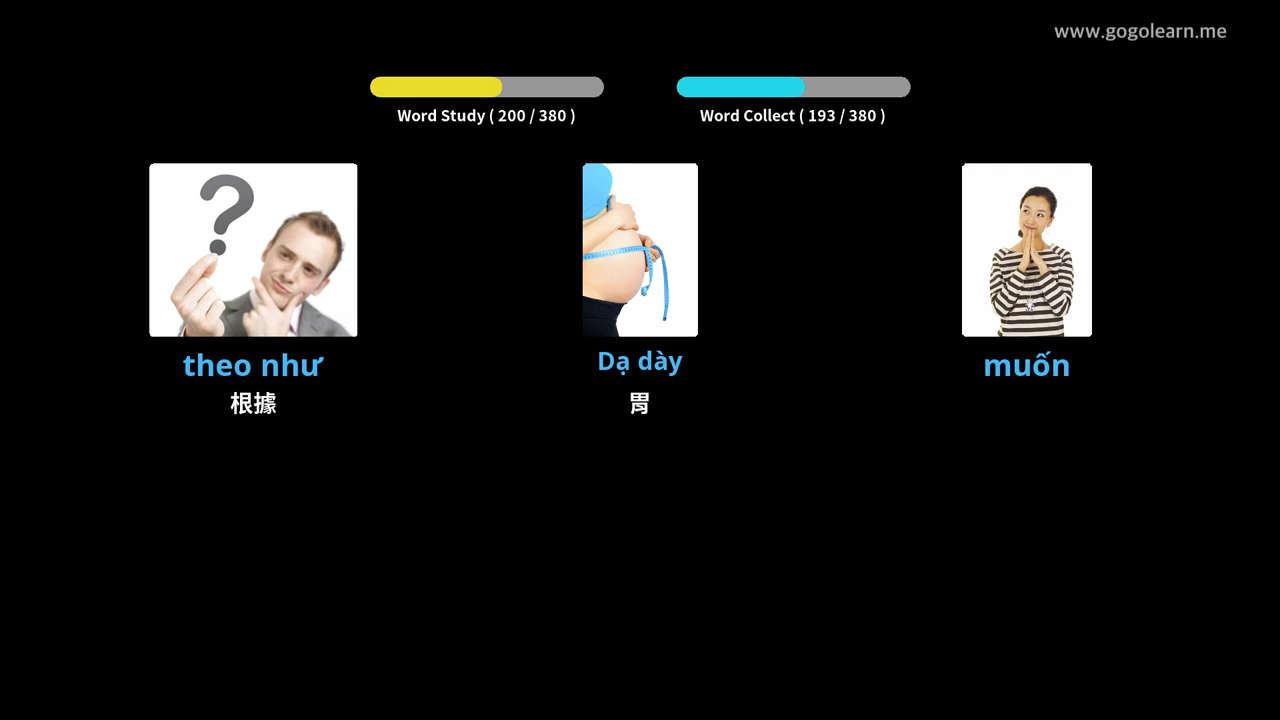 www.gogolearn.me
Word Study ( 200 / 380 )
Word Collect ( 193 / 380 )
theo như
Dạ dày
muốn
根據
胃